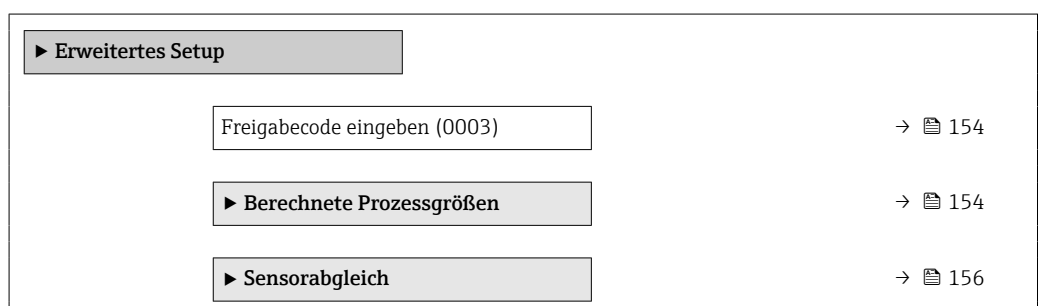 ▶ Erweitertes Setup
Freigabecode eingeben (0003) → 154
▶ Berechnete Prozessgrößen → 154
▶ Sensorabgleich → 156